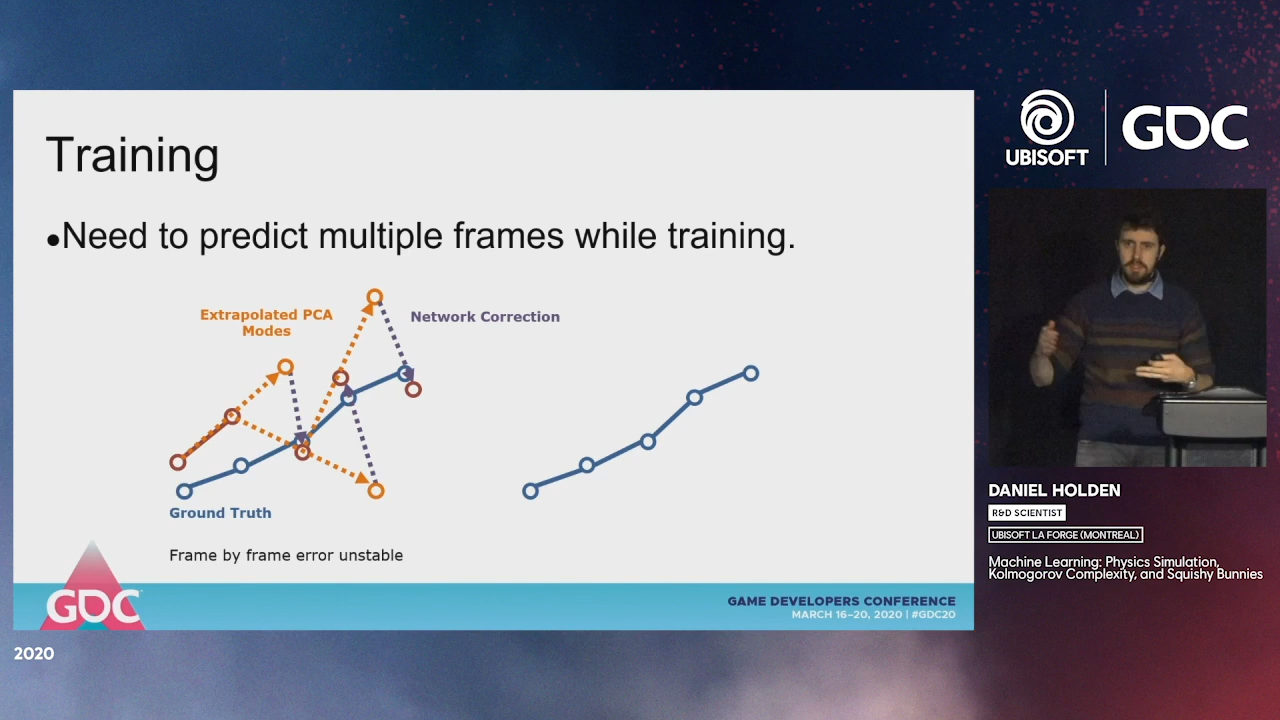 UBISOFT
GDC
Training
•Need to predict multiple frames while training.
Extrapolated PCA
Modes
Network Correction
Ground Truth
Frame by frame error unstable
GDC
GAME DEVELOPERS CONFERENCE
MARCH 16–20, 2020 | #GDC20
DANIEL HOLDEN
R&D SCIENTIST
UBISOFT LA FORGE (MONTREAL)
Machine Learning: Physics Simulation,
Kolmogorov Complexity, and Squishy Bunnies
2020